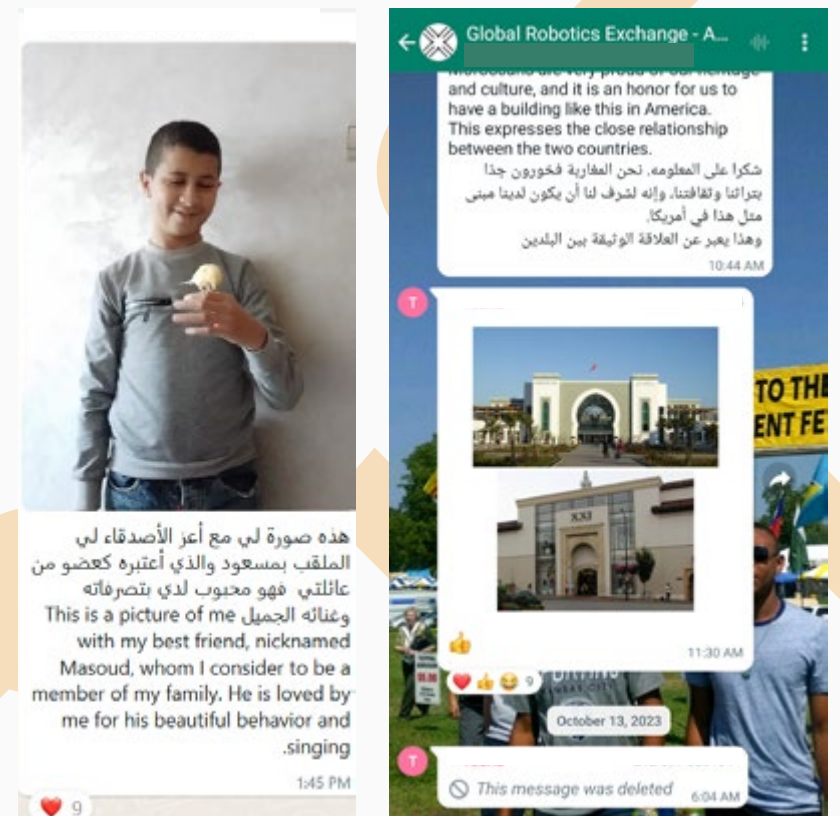 هذه صورة لي مع أعز الأصدقاء لي
الملقب بمسعود والذي أعتبره كعضو من
عائلتي فهو محبوب لدي بتصرفاته
وغنائه الجميل This is a picture of me
with my best friend, nicknamed
Masoud, whom I consider to be a
member of my family. He is loved by
me for his beautiful behavior and
.singing
1:45 PM
9
Global Robotics Exchange - A...
Moroccans are very proud of our heritage
and culture, and it is an honor for us to
have a building like this in America.
This expresses the close relationship
between the two countries.
شكرا على المعلومه. نحن المغاربة فخورون جدا
بتراثنا وثقافتنا، وإنه لشرف لنا أن يكون لدينا مبنى
مثل هذا في أمريكا.
وهذا يعبر عن العلاقة الوثيقة بين البلدين
10:44 AM
T
XXI
TO THE
ENT FE
11:30 AM
9
October 13, 2023
T
This message was deleted
6:04 AM